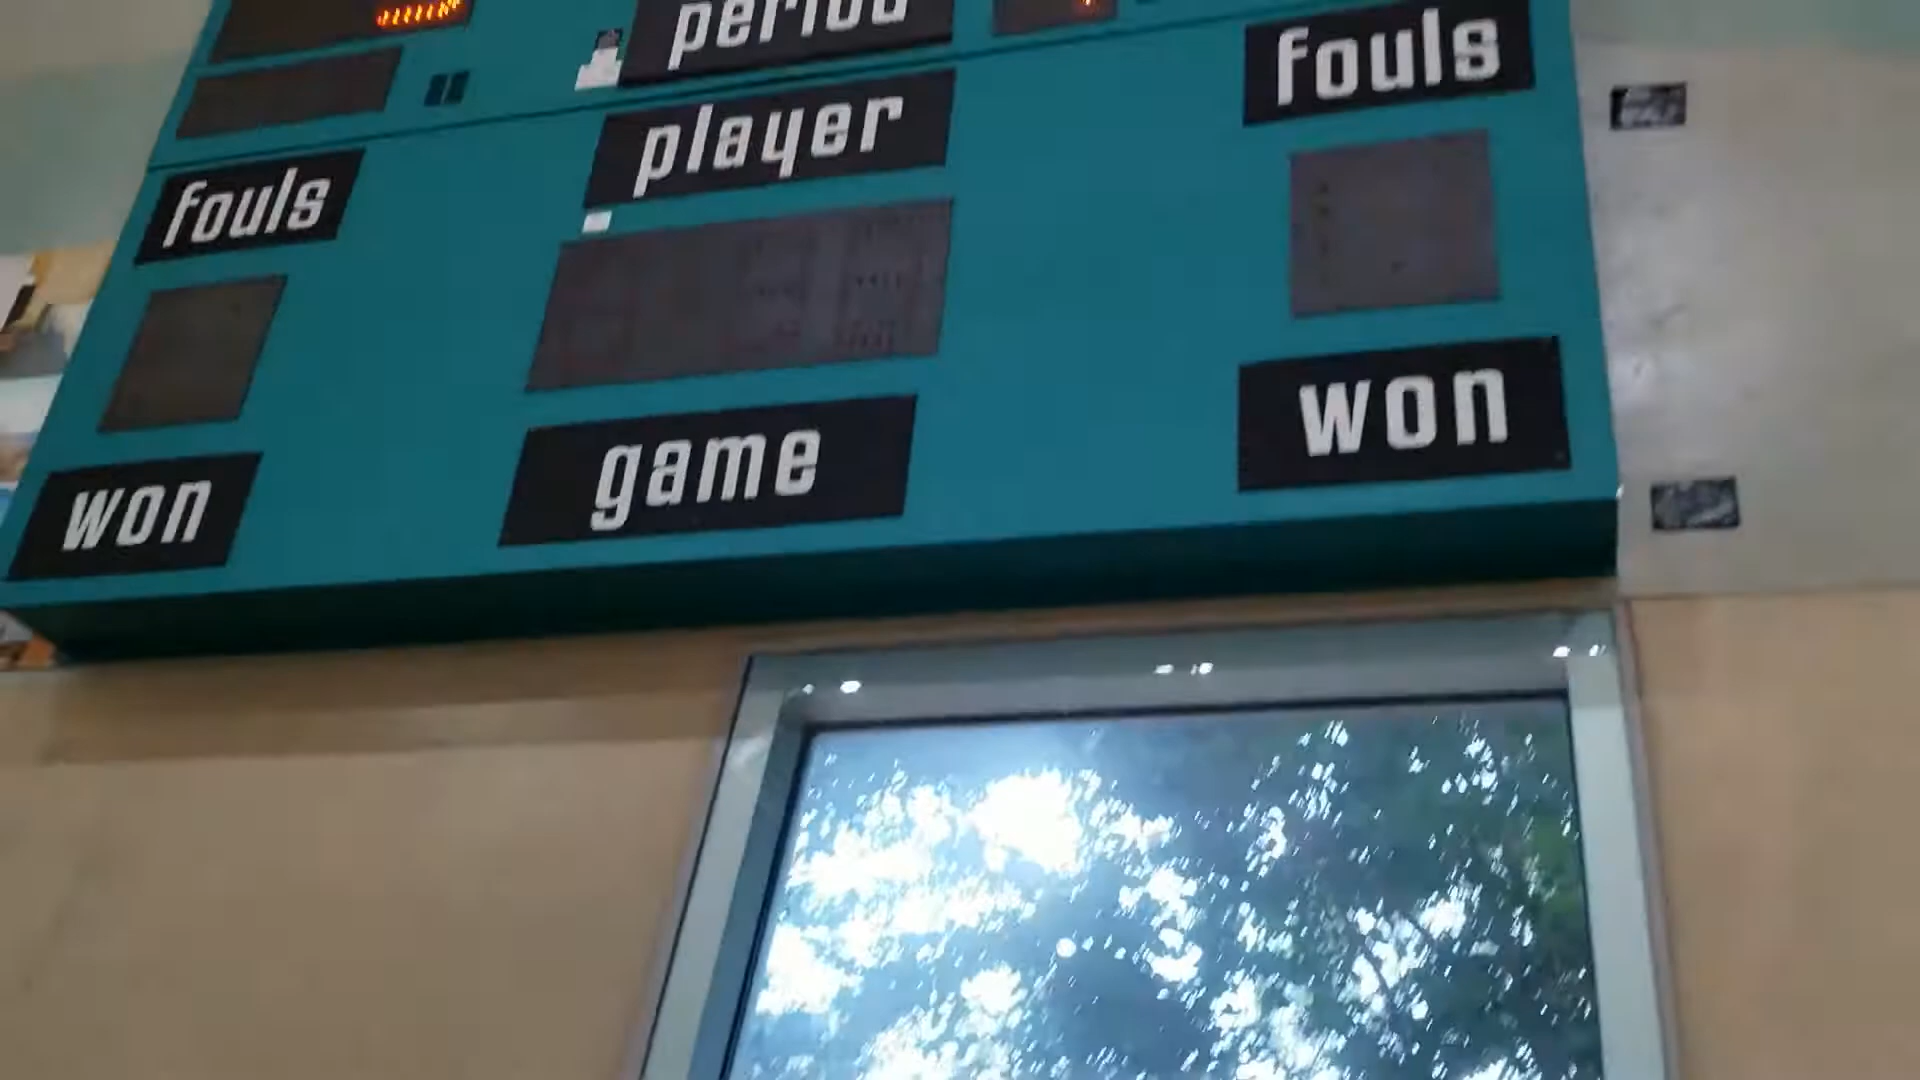 period
fouls
player
fouls
won
game
won